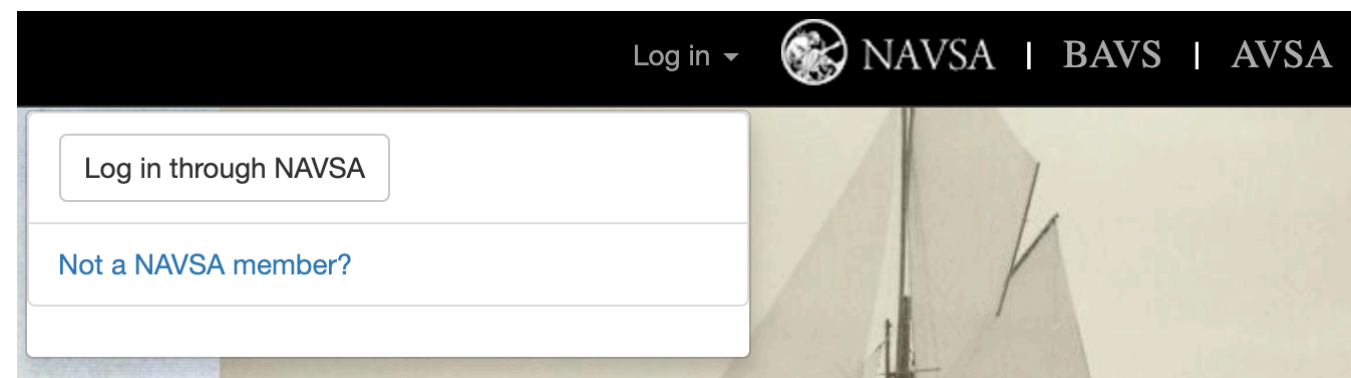 Log in NAVSA | BAVS | AVSA
Log in through NAVSA
Not a NAVSA member?